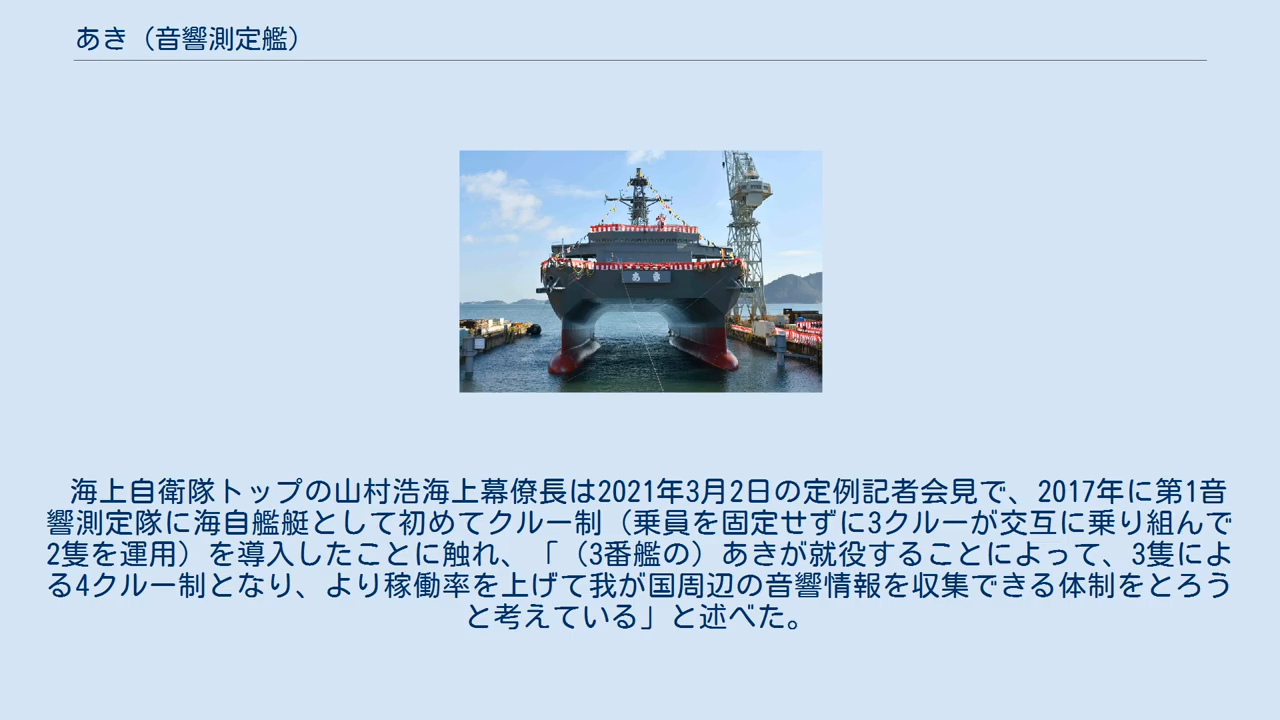 あき（音響測定艦）
あき
海上自衛隊トップの山村浩海上幕僚長は2021年3月2日の定例記者会見で、2017年に第1音
響測定隊に海自艦艇として初めてクルー制（乗員を固定せずに3クルーが交互に乗り組んで
2隻を運用）を導入したことに触れ、「（3番艦の）あきが就役することによって、3隻によ
る4クルー制となり、より稼働率を上げて我が国周辺の音響情報を収集できる体制をとろう
と考えている」と述べた。